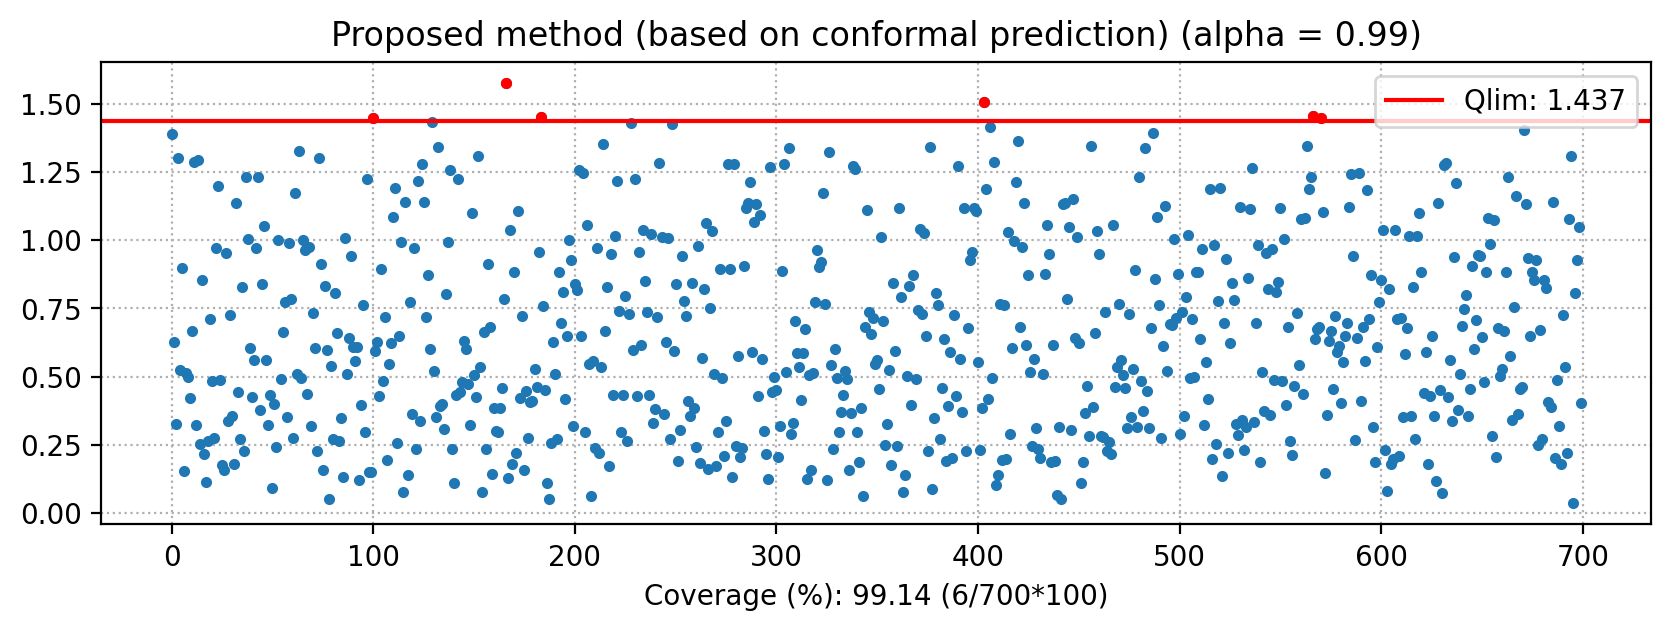 Proposed method (based on conformal prediction) (alpha = 0.99)
Qlim: 1.437
1.50
1.25
1.00
0.75
0.50
0.25
0.00
0 100 200 300 400 500 600 700
Coverage (%): 99.14 (6/700*100)